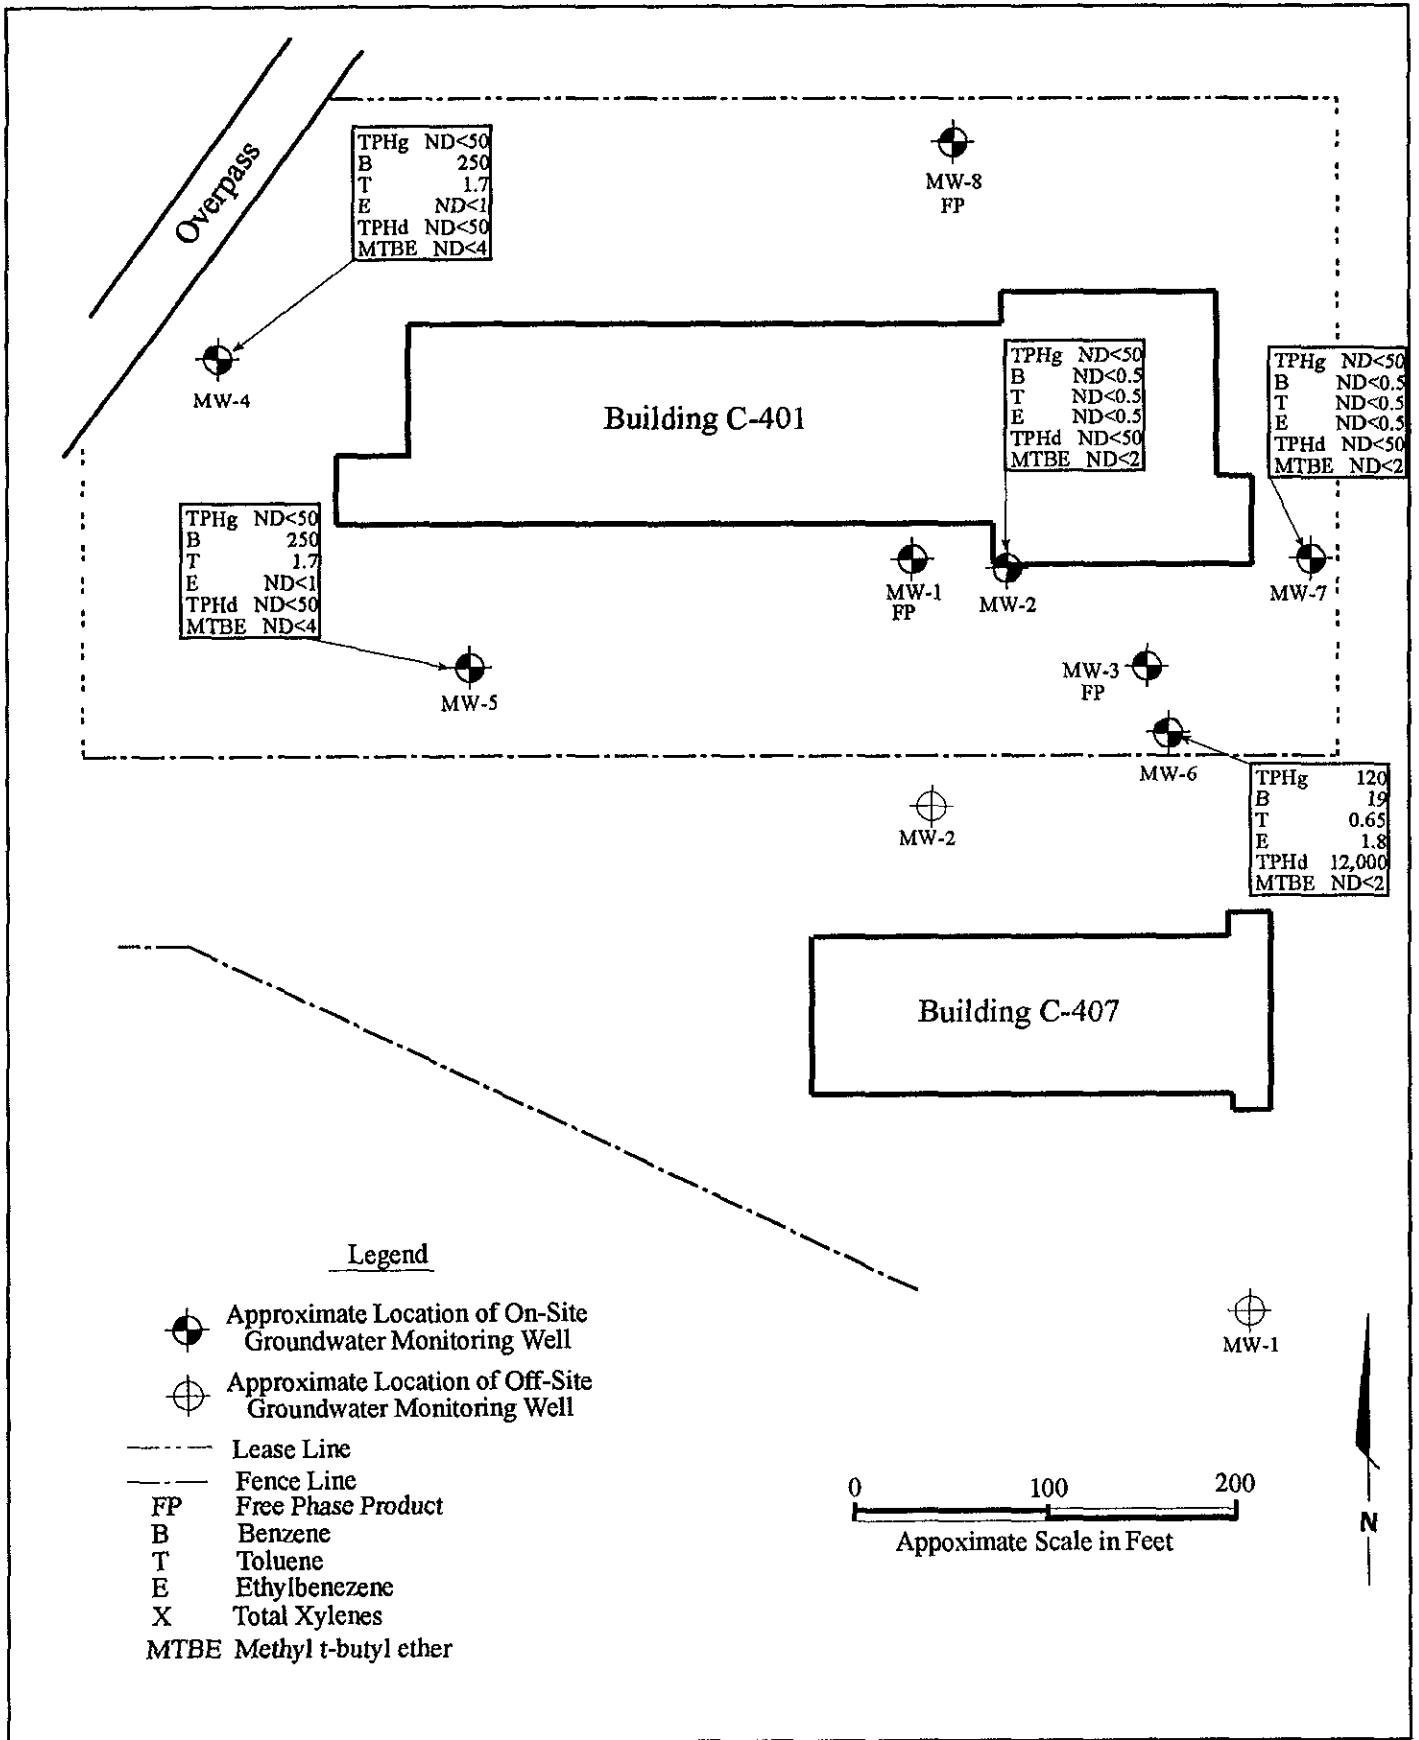 Overpass
TPHg ND<50
B 250
T 1.7
E ND<1
TPHd ND<50
MTBE ND<4
MW-4
MW-8
FP
Building C-401
TPHg ND<50
B ND<0.5
T ND<0.5
E ND<0.5
TPHd ND<50
MTBE ND<2
TPHg ND<50
B ND<0.5
T ND<0.5
E ND<0.5
TPHd ND<50
MTBE ND<2
TPHg ND<50
B 250
T 1.7
E ND<1
TPHd ND<50
MTBE ND<4
MW-5
MW-1
FP
MW-2
MW-7
MW-3
FP
MW-6
TPHg 120
B 19
T 0.65
E 1.8
TPHd 12,000
MTBE ND<2
MW-2
Building C-407
MW-1
Legend
Approximate Location of On-Site
Groundwater Monitoring Well
Approximate Location of Off-Site
Groundwater Monitoring Well
Lease Line
Fence Line
FP Free Phase Product
B Benzene
T Toluene
E Ethylbenezene
X Total Xylenes
MTBE Methyl t-butyl ether
0 100 200
Appoximate Scale in Feet
N